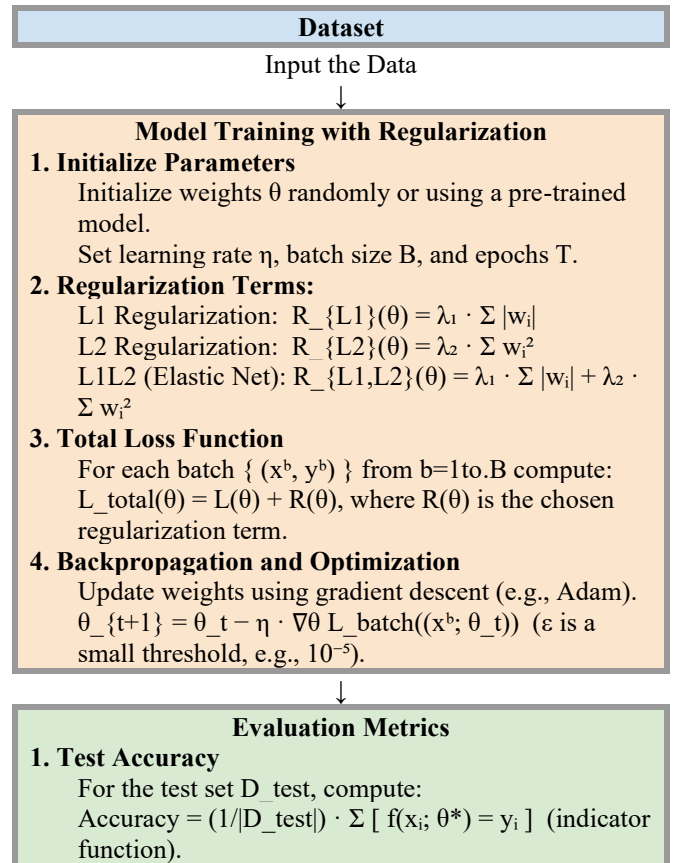 Dataset
Input the Data
↓
Model Training with Regularization
1. Initialize Parameters
Initialize weights θ randomly or using a pre-trained
model.
Set learning rate η, batch size B, and epochs T.
2. Regularization Terms:
L1 Regularization: R_{L1}(θ) = λ₁ · Σ |wᵢ|
L2 Regularization: R_{L2}(θ) = λ₂ · Σ wᵢ²
L1L2 (Elastic Net): R_{L1,L2}(θ) = λ₁ · Σ |wᵢ| + λ₂ ·
Σ wᵢ²
3. Total Loss Function
For each batch { (xᵇ, yᵇ) } from b=1to.B compute:
L_total(θ) = L(θ) + R(θ), where R(θ) is the chosen
regularization term.
4. Backpropagation and Optimization
Update weights using gradient descent (e.g., Adam).
θ_{t+1} = θ_t − η · ∇θ L_batch((xᵇ; θ_t)) (ε is a
small threshold, e.g., 10⁻⁵).
↓
Evaluation Metrics
1. Test Accuracy
For the test set D_test, compute:
Accuracy = (1/|D_test|) · Σ [ f(xᵢ; θ*) = yᵢ ] (indicator
function).